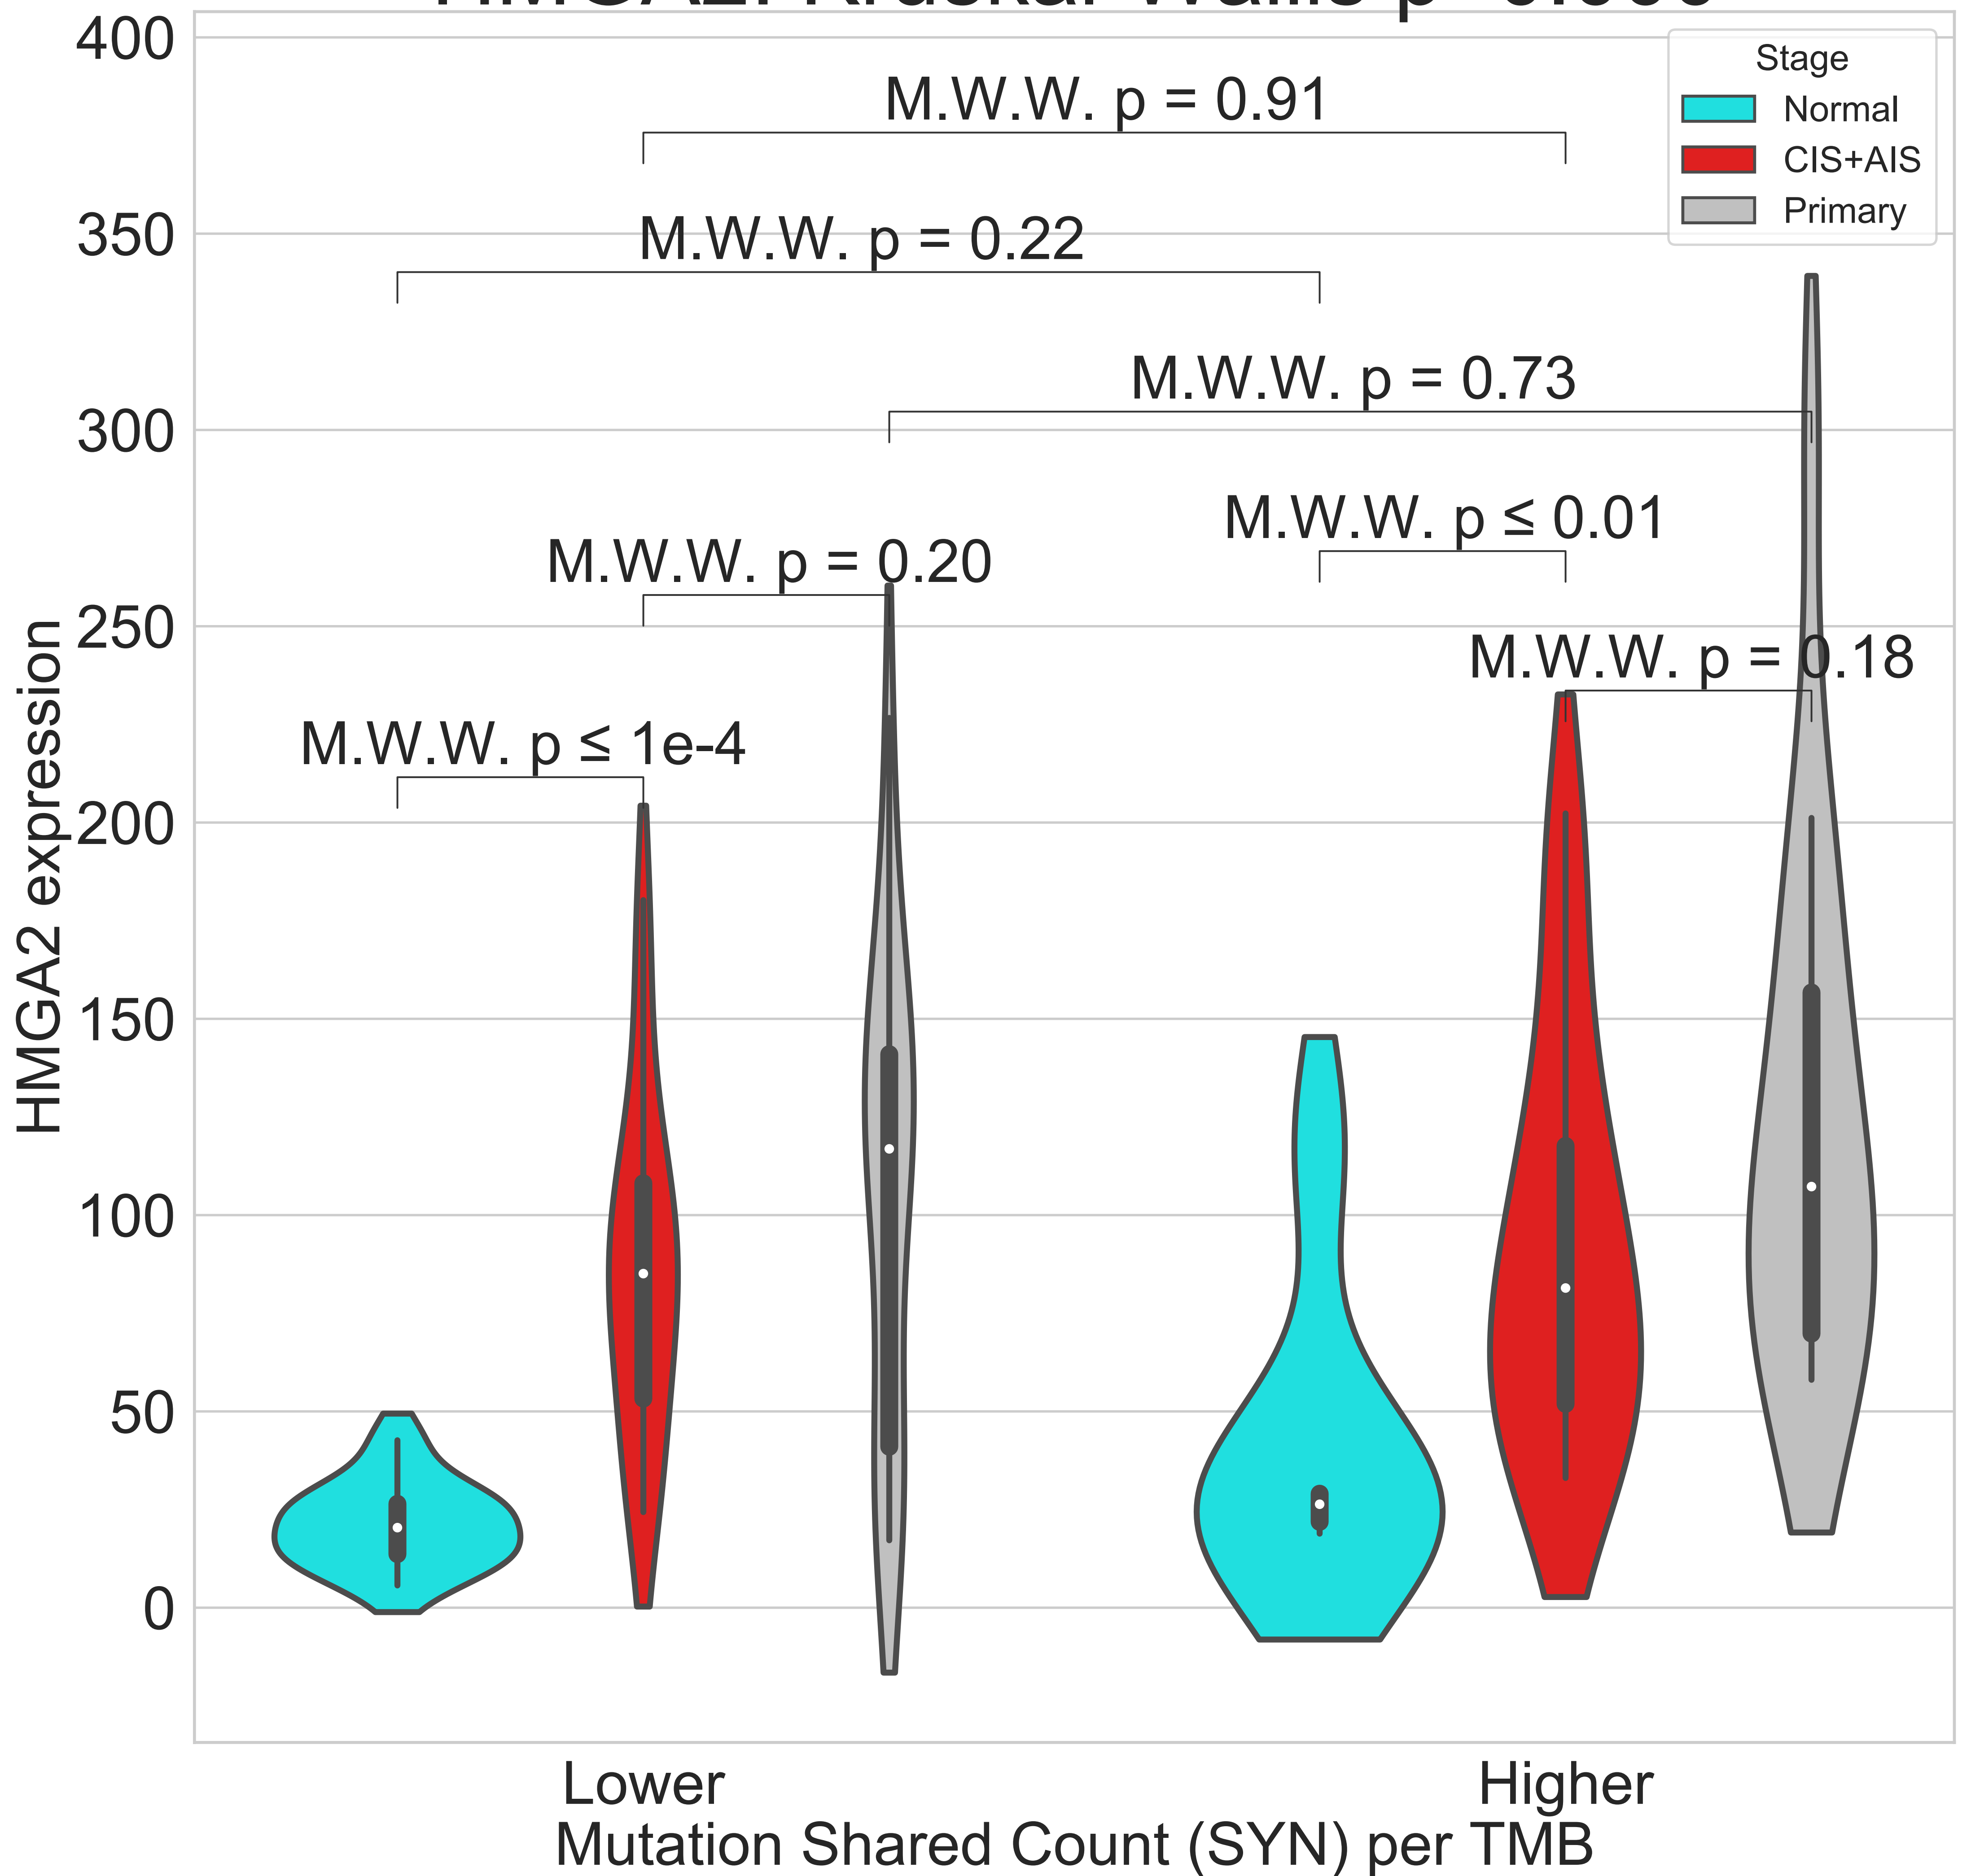 400
M.W.W. p = 0.91
Stage
Normal
CIS+AIS
Primary
350
M.W.W. p = 0.22
M.W.W. p = 0.73
300
M.W.W. p ≤ 0.01
M.W.W. p = 0.20
250
M.W.W. p = 0.18
M.W.W. p ≤ 1e-4
200
150
100
50
0
HMGA2 expression
Lower
Higher
Mutation Shared Count (SYN) per TMB